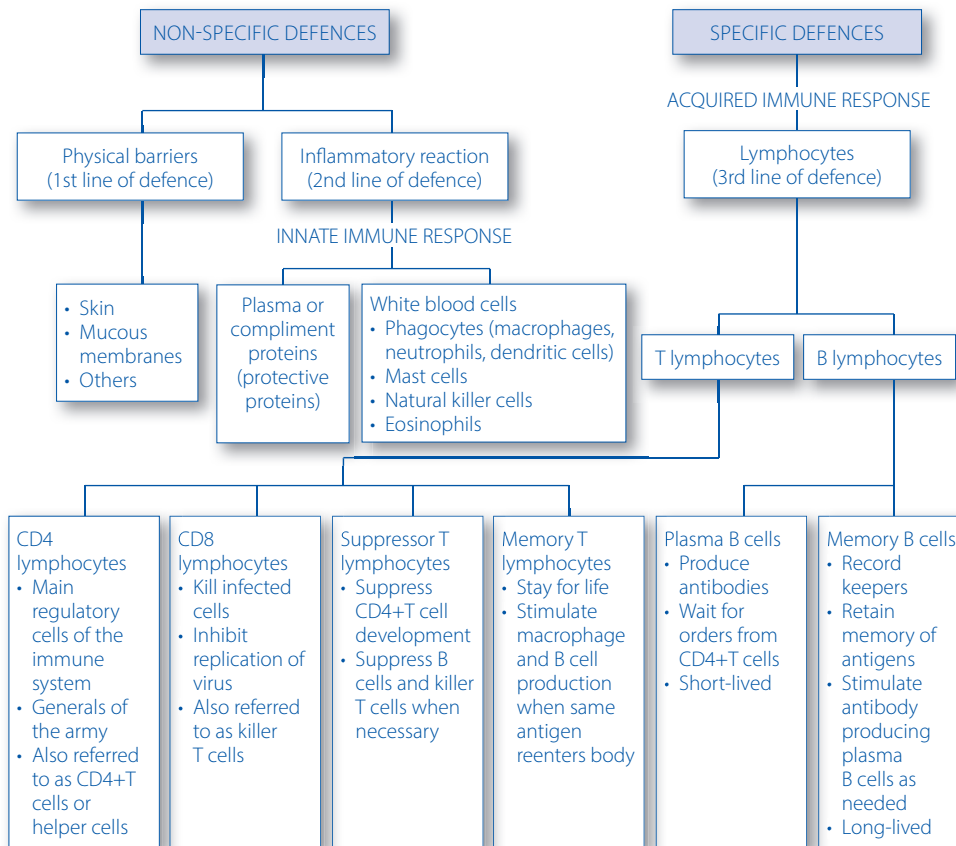 NON-SPECIFIC DEFENCES
SPECIFIC DEFENCES
ACQUIRED IMMUNE RESPONSE
Physical barriers
(1st line of defence)
Inflammatory reaction
(2nd line of defence)
Lymphocytes
(3rd line of defence)
INNATE IMMUNE RESPONSE
• Skin
• Mucous
membranes
• Others
Plasma or
compliment
proteins
(protective
proteins)
White blood cells
• Phagocytes (macrophages,
neutrophils, dendritic cells)
• Mast cells
• Natural killer cells
• Eosinophils
T lymphocytes
B lymphocytes
CD4
lymphocytes
• Main
regulatory
cells of the
immune
system
• Generals of
the army
• Also referred
to as CD4+T
cells or
helper cells
CD8
lymphocytes
• Kill infected
cells
• Inhibit
replication of
virus
• Also referred
to as killer
T cells
Suppressor T
lymphocytes
• Suppress
CD4+T cell
development
• Suppress B
cells and killer
T cells when
necessary
Memory T
lymphocytes
• Stay for life
• Stimulate
macrophage
and B cell
production
when same
antigen
reenters body
Plasma B cells
• Produce
antibodies
• Wait for
orders from
CD4+T cells
• Short-lived
Memory B cells
• Record
keepers
• Retain
memory of
antigens
• Stimulate
antibody
producing
plasma
B cells as
needed
• Long-lived